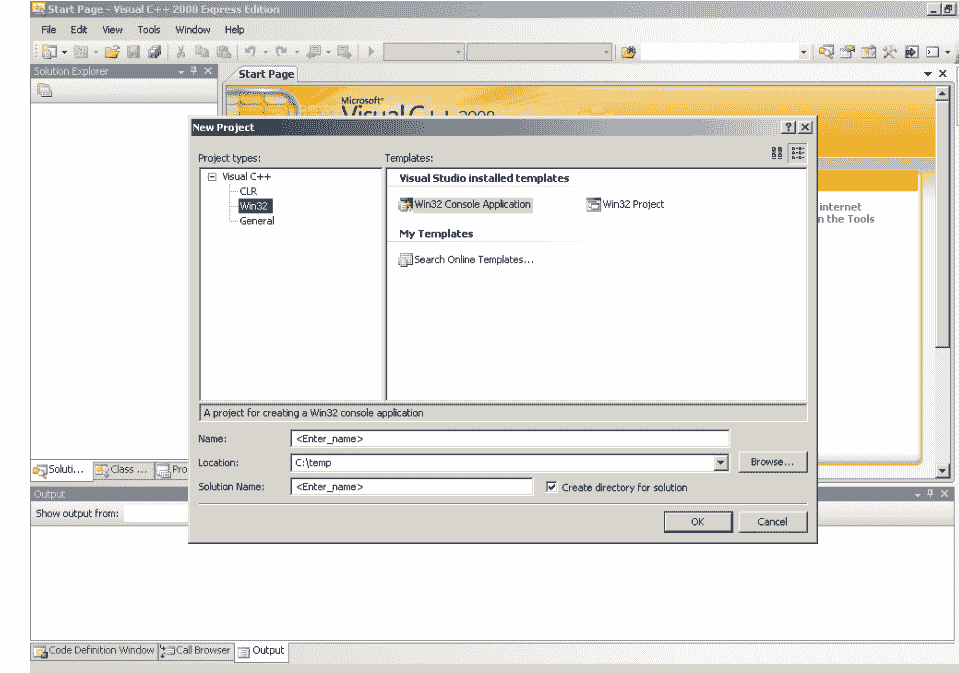 Start Page - Visual C++ 2008 Express Edition
File Edit View Tools Window Help
Solution Explorer
Start Page
Microsoft
Visual C++ 2008
New Project
Project types:
Templates:
Visual C++
CLR
Win32
General
Visual Studio installed templates
Win32 Console Application
Win32 Project
My Templates
Search Online Templates...
internet
n the Tools
A project for creating a Win32 console application
Name:
<Enter_name>
Location:
C:\temp
Browse...
Solution Name:
<Enter_name>
Create directory for solution
OK
Cancel
Soluti...
Class ...
Pro
Output
Show output from:
Code Definition Window
Call Browser
Output